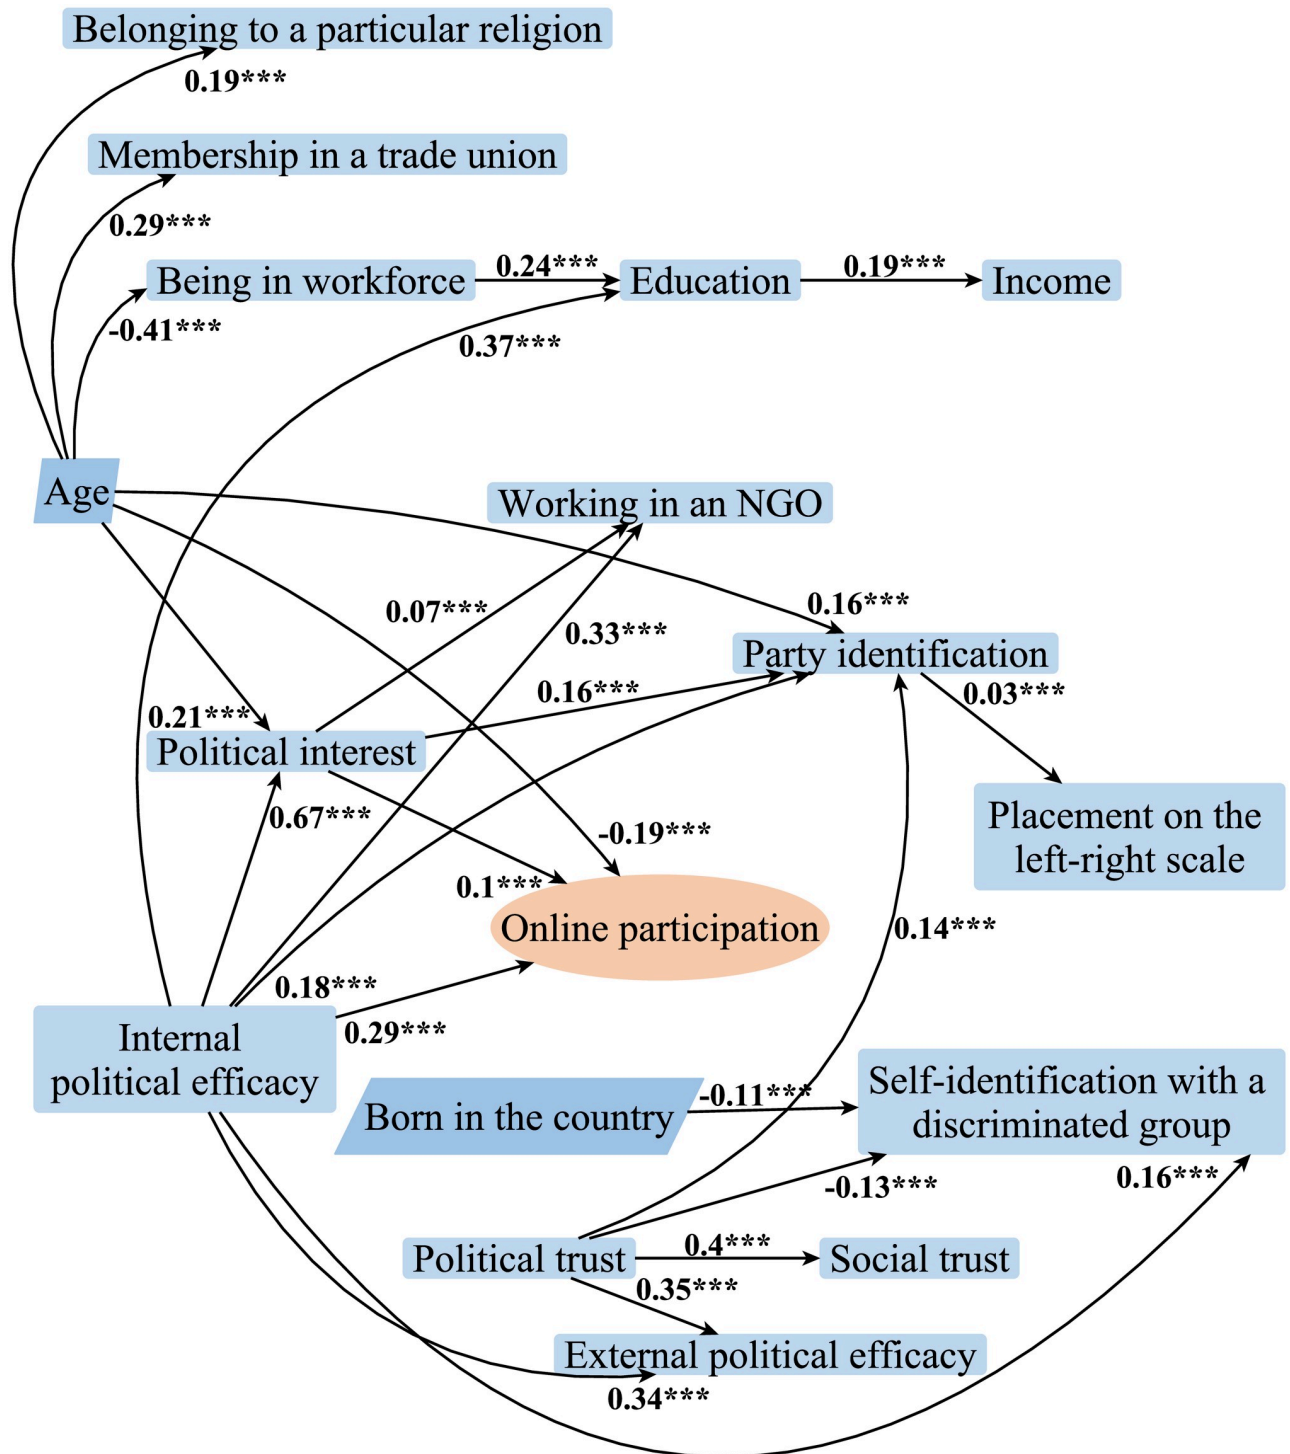 Belonging to a particular religion
0.19***
Membership in a trade union
0.29***
Being in workforce
0.24***
Education
0.19***
Income
-0.41***
0.37***
Age
Working in an NGO
0.07***
0.33***
0.16***
Party identification
0.16***
0.03***
0.21***
Political interest
0.67***
-0.19***
Placement on the
left-right scale
0.1***
Online participation
0.14***
0.18***
0.29***
Internal
political efficacy
Born in the country
-0.11***
Self-identification with a
discriminated group
-0.13***
0.16***
Political trust
0.4***
Social trust
0.35***
External political efficacy
0.34***